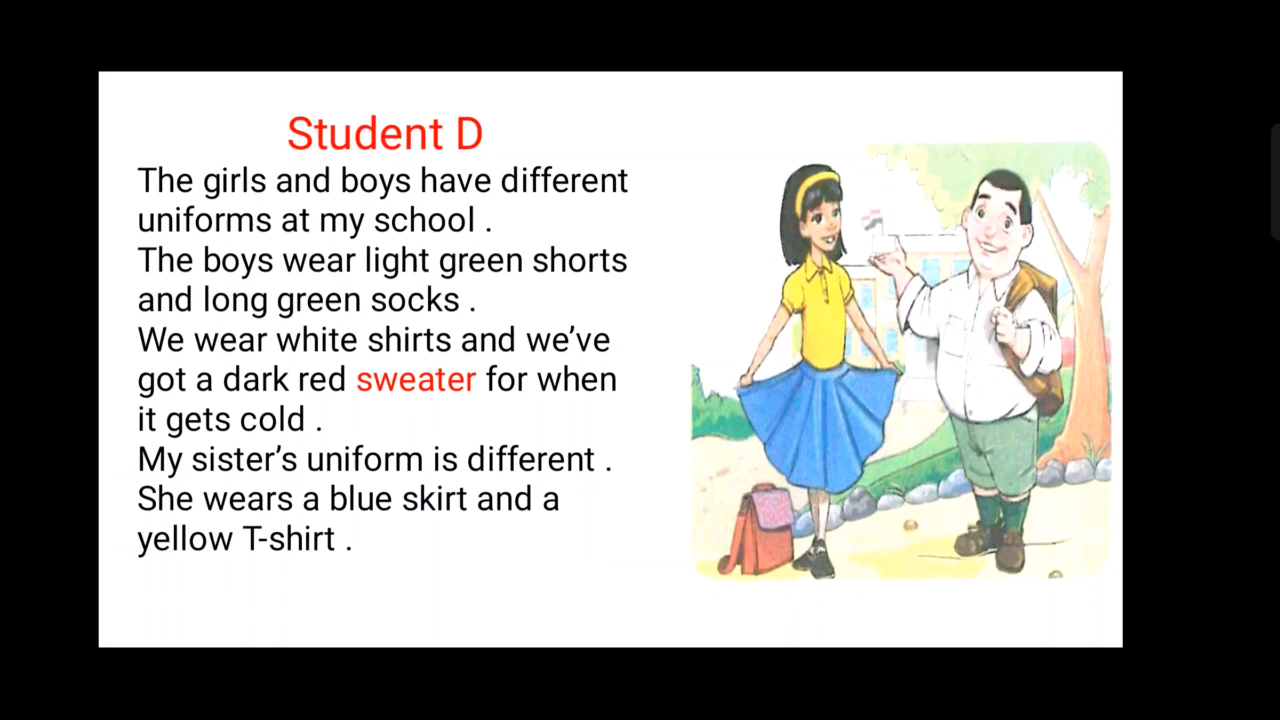 Student D
The girls and boys have different
uniforms at my school .
The boys wear light green shorts
and long green socks .
We wear white shirts and we’ve
got a dark red sweater for when
it gets cold .
My sister’s uniform is different .
She wears a blue skirt and a
yellow T-shirt .